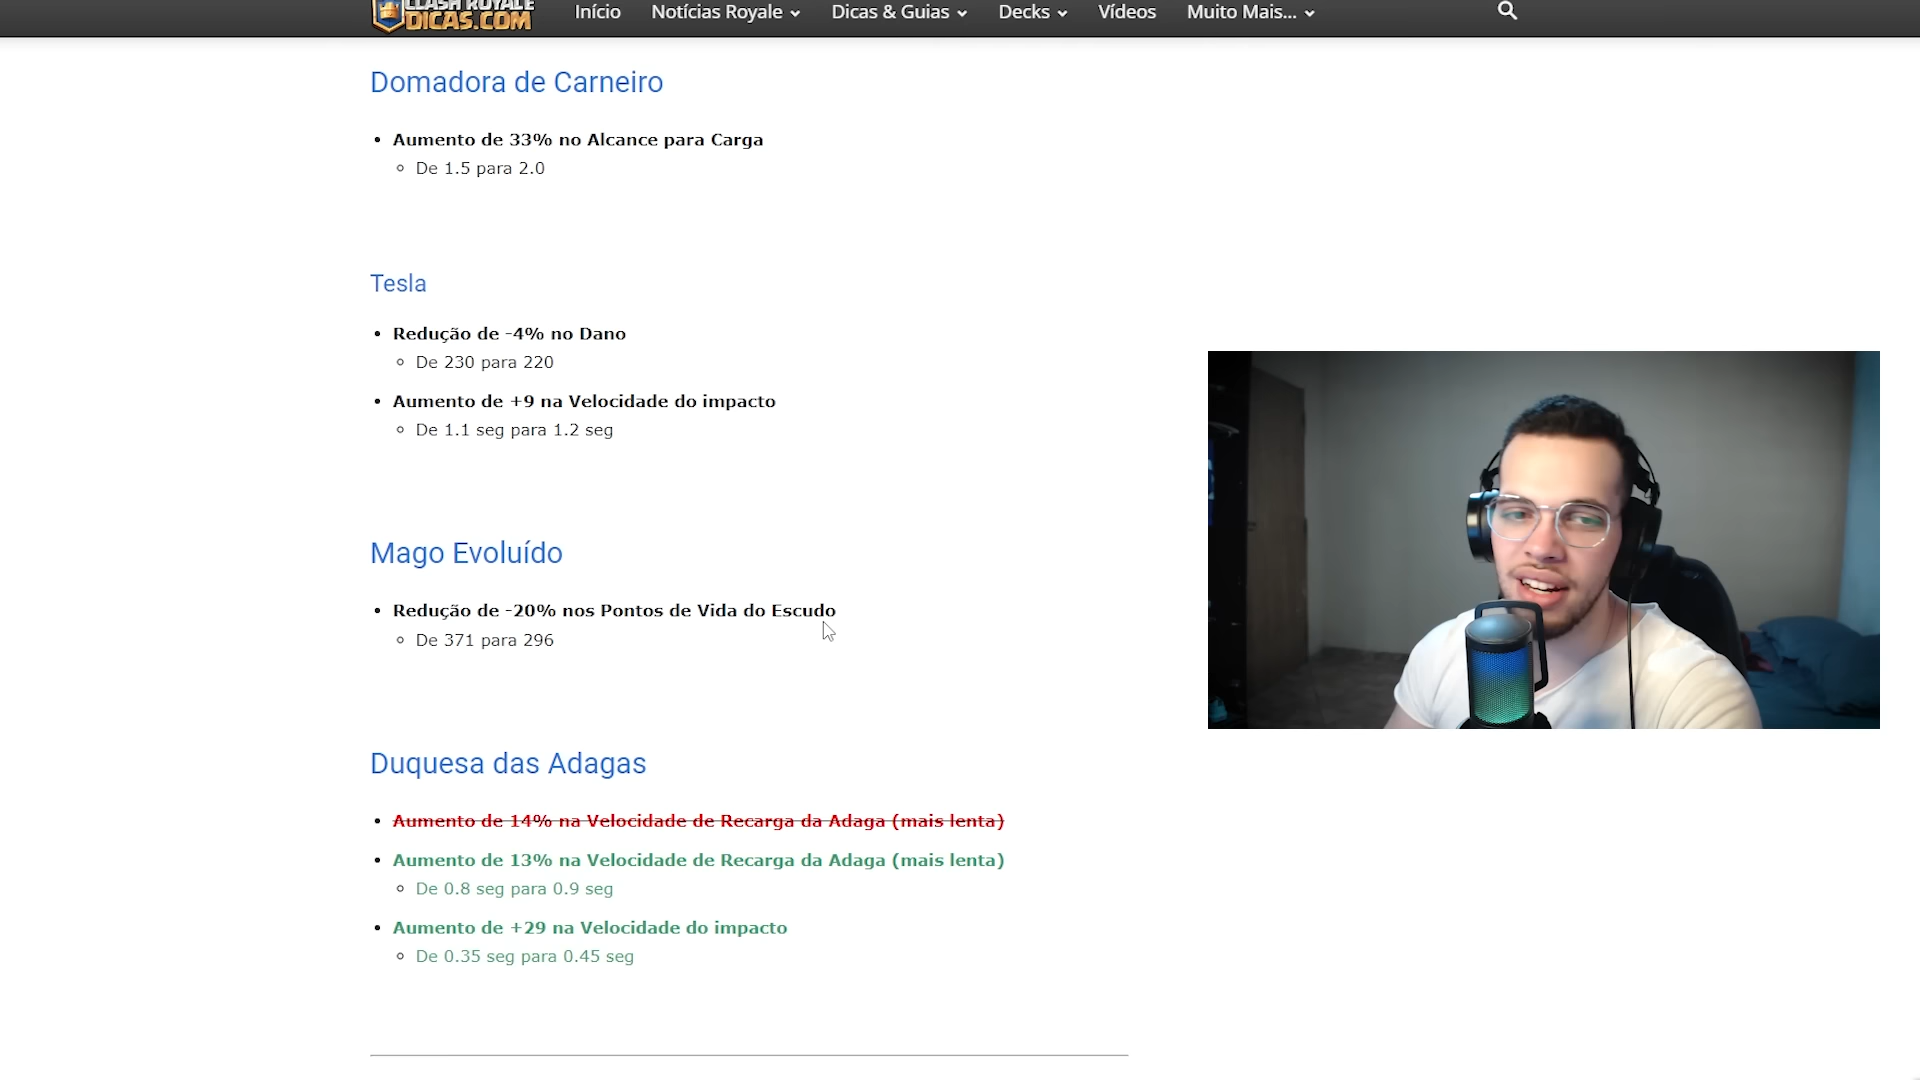 CLASH ROYALE
DICAS.COM
Início Notícias Royale Dicas & Guias Decks Vídeos Muito Mais...
Domadora de Carneiro
Aumento de 33% no Alcance para Carga
De 1.5 para 2.0
Tesla
Redução de -4% no Dano
De 230 para 220
Aumento de +9 na Velocidade do impacto
De 1.1 seg para 1.2 seg
Mago Evoluído
Redução de -20% nos Pontos de Vida do Escudo
De 371 para 296
Duquesa das Adagas
Aumento de 14% na Velocidade de Recarga da Adaga (mais lenta)
Aumento de 13% na Velocidade de Recarga da Adaga (mais lenta)
De 0.8 seg para 0.9 seg
Aumento de +29 na Velocidade do impacto
De 0.35 seg para 0.45 seg